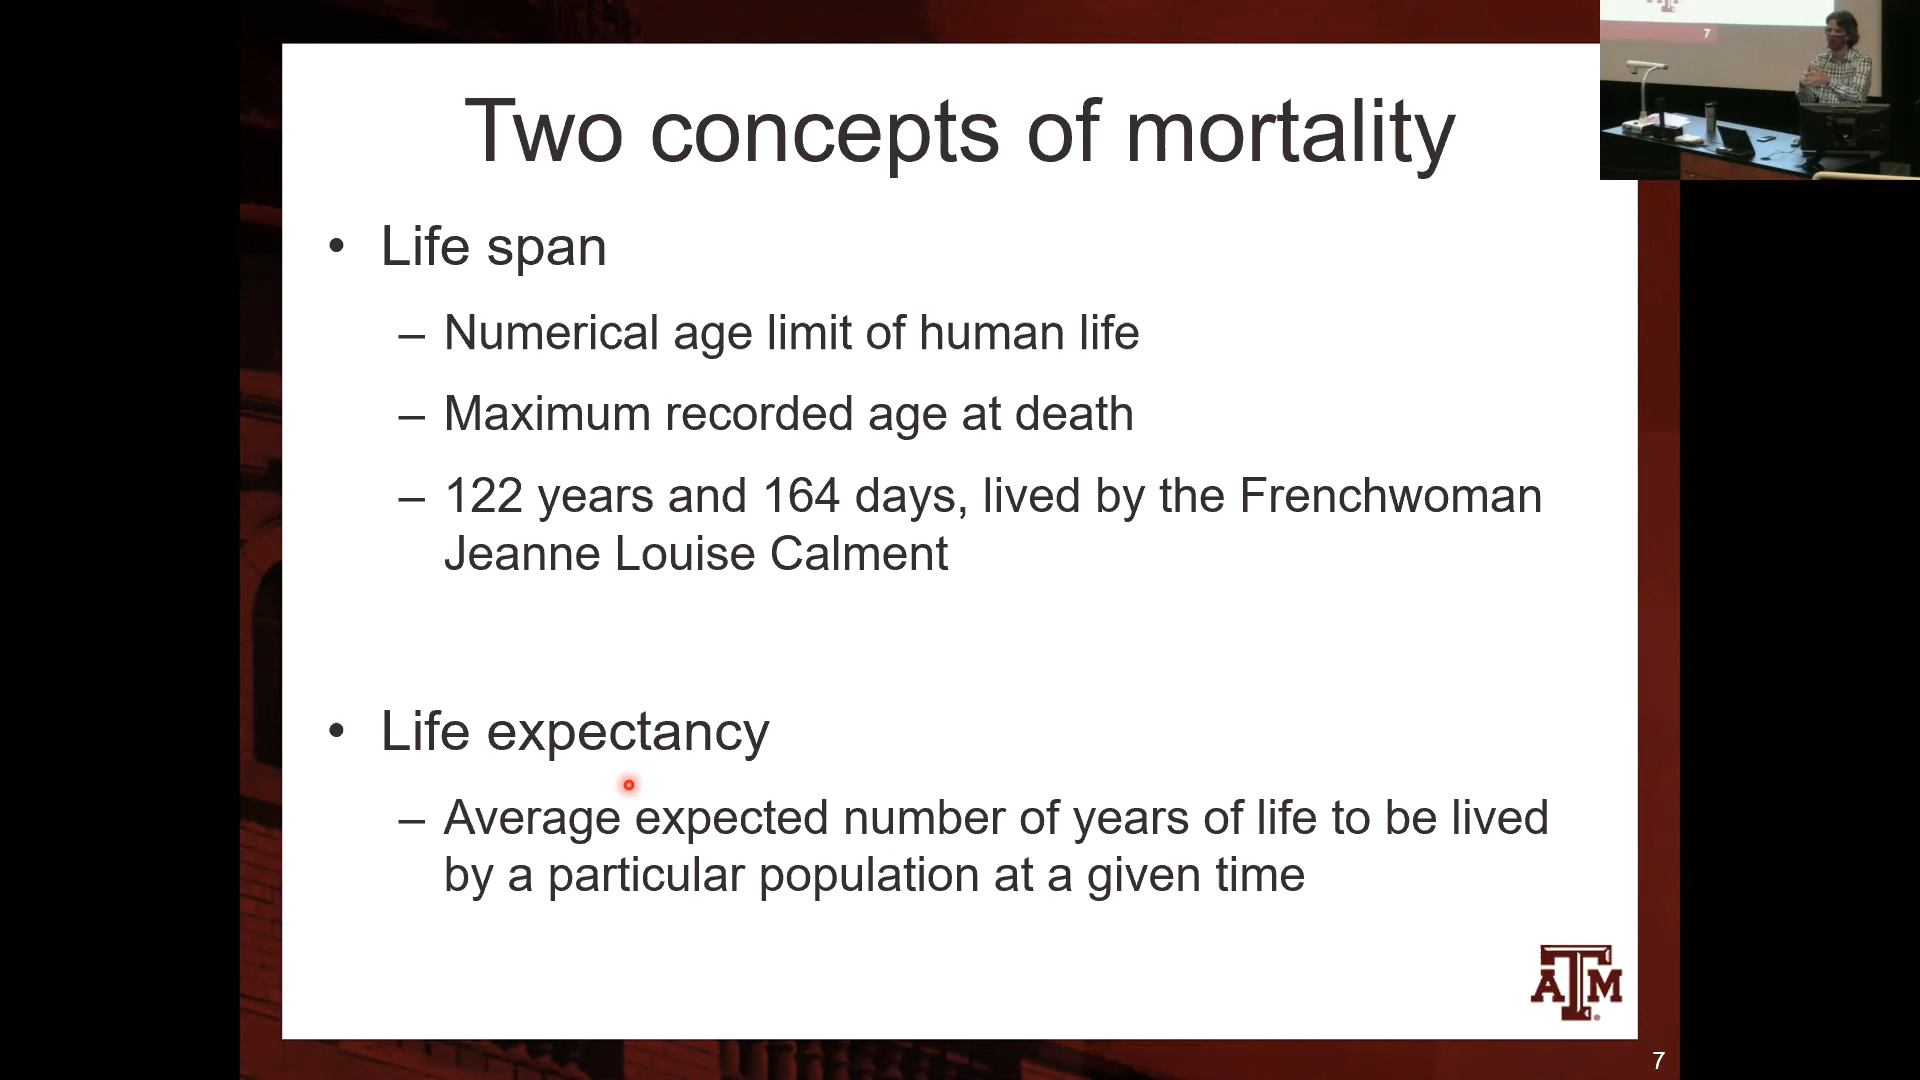 7
Two concepts of mortality
• Life span
– Numerical age limit of human life
– Maximum recorded age at death
– 122 years and 164 days, lived by the Frenchwoman
Jeanne Louise Calment
• Life expectancy
– Average expected number of years of life to be lived
by a particular population at a given time
ATM
7